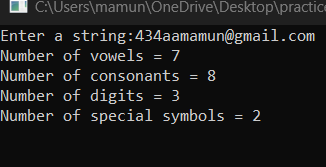 C:\Users\mamun\OneDrive\Desktop\practice
Enter a string:434aamamun@gmail.com
Number of vowels = 7
Number of consonants = 8
Number of digits = 3
Number of special symbols = 2